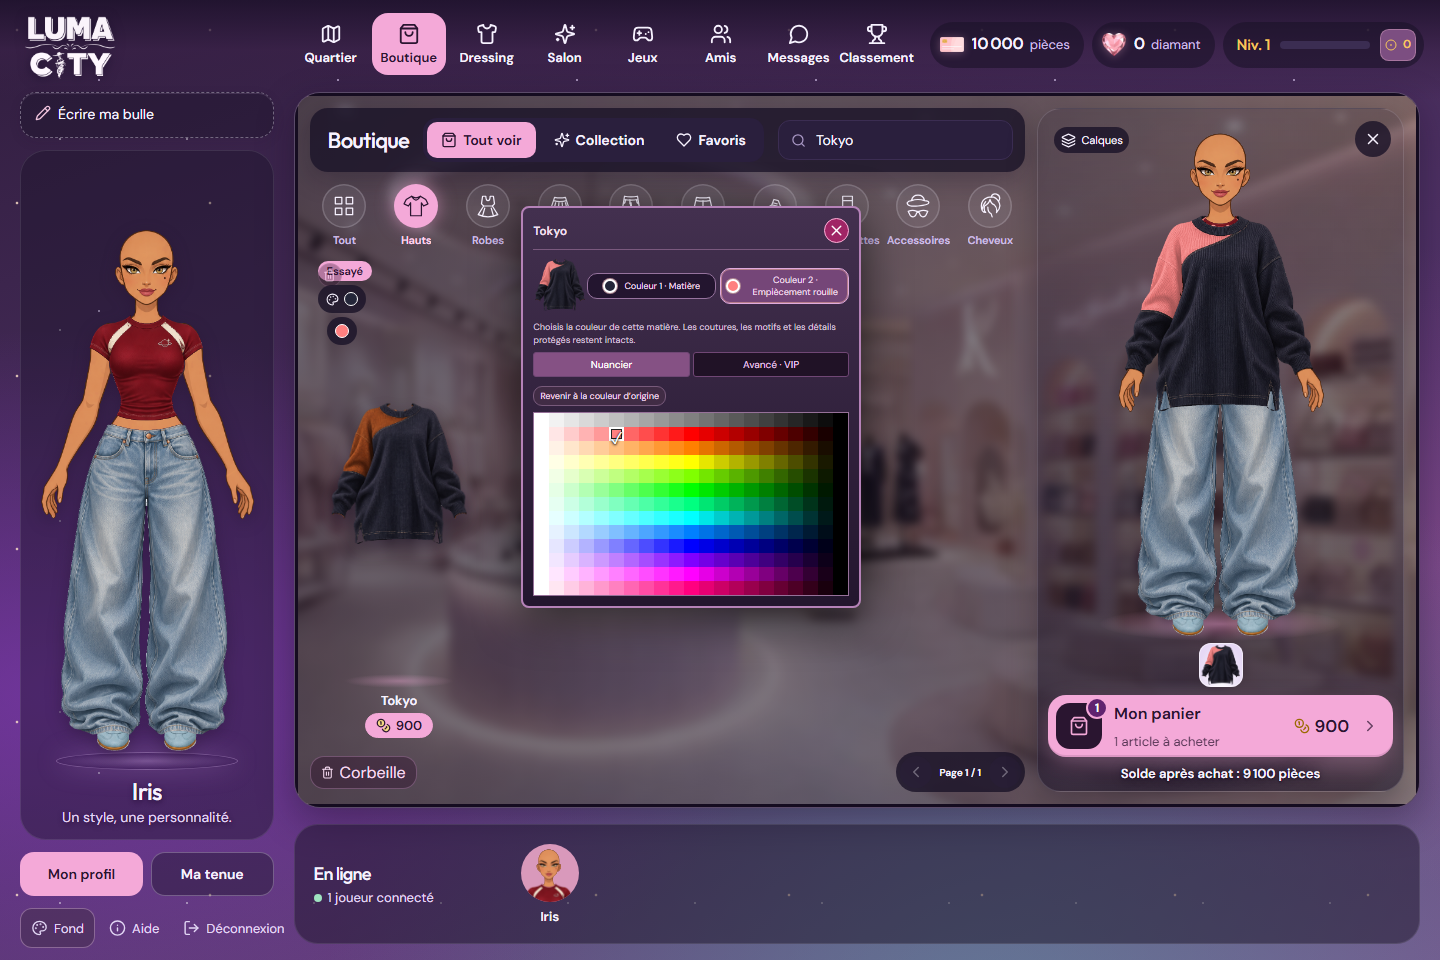 LUMA
CITY
Quartier
Boutique
Dressing
Salon
Jeux
Amis
Messages
Classement
10 000 pièces
0 diamant
Niv. 1
0
Écrire ma bulle
Boutique
Tout voir
Collection
Favoris
Tokyo
Calques
Tout
Hauts
Robes
ttes
Accessoires
Cheveux
Essayé
Tokyo
Couleur 1 · Matière
Couleur 2 ·
Empiècement rouille
Choisis la couleur de cette matière. Les coutures, les motifs et les détails
protégés restent intacts.
Nuancier
Avancé · VIP
Revenir à la couleur d'origine
Tokyo
900
Corbeille
Page 1 / 1
1
Mon panier
1 article à acheter
900
Solde après achat : 9 100 pièces
Iris
Un style, une personnalité.
Mon profil
Ma tenue
Fond
Aide
Déconnexion
En ligne
1 joueur connecté
Iris